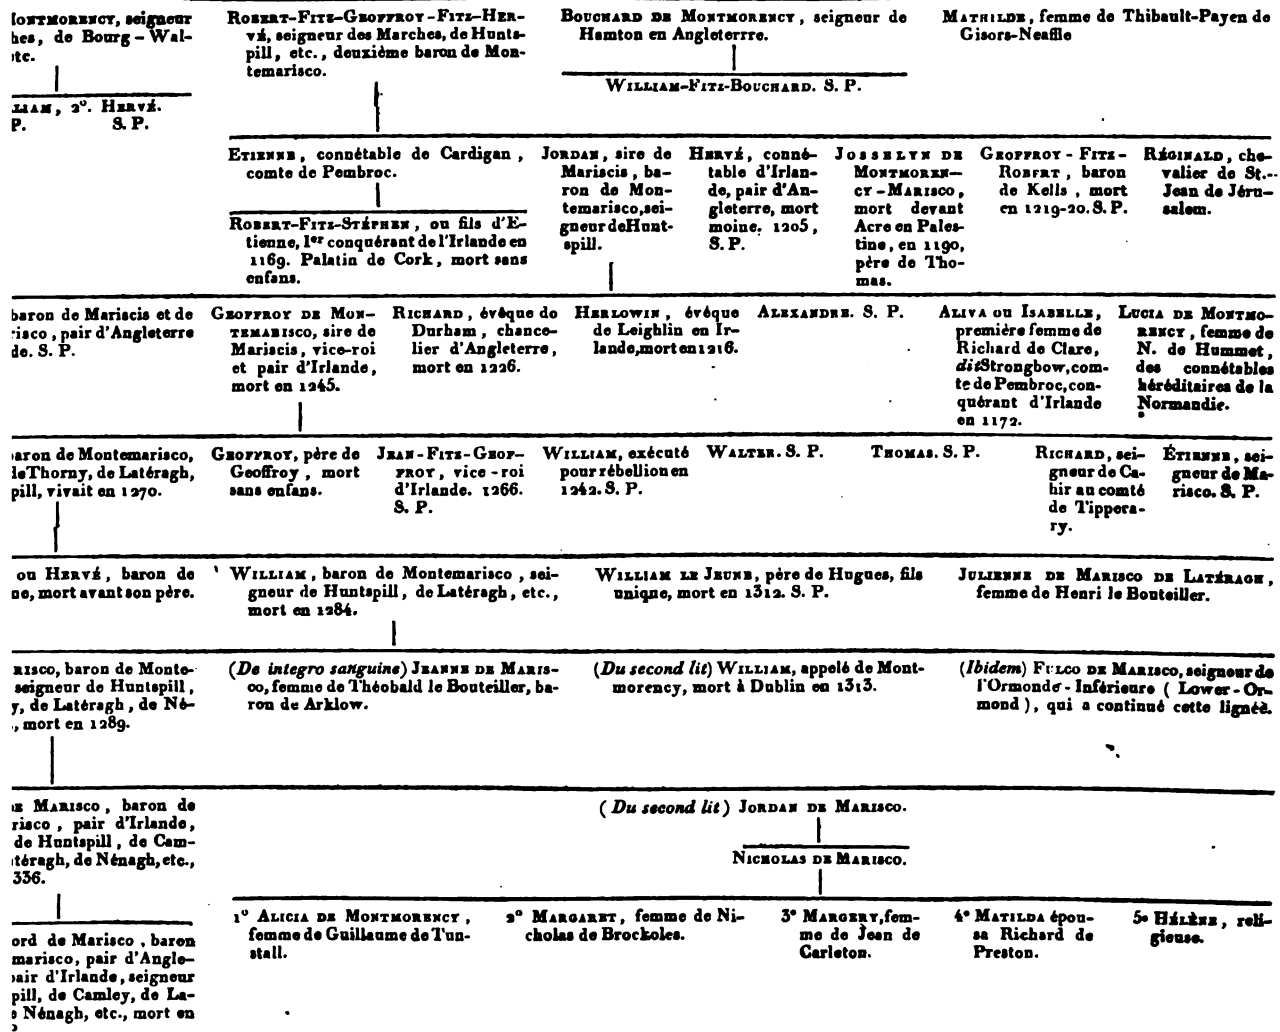 MONTMORENCY, seigneur
hes, de Bourg-Wal-
tc.
LIAM, 2°. HERVÉ.
P. S. P.
ROBERT-FITZ-GEOFFROY-FITZ-HER-
VÉ, seigneur des Marches, de Hunts-
pill, etc., deuxième baron de Mon-
temarisco.
BOUCHARD DE MONTMORENCY, seigneur de
Hamton en Angleterrre.
WILLIAM-FITZ-BOUCHARD. S. P.
MATHILDE, femme de Thibault-Payen de
Gisors-Neaffle
ETIENNE, connétable de Cardigan,
comte de Pembroc.
ROBERT-FITZ-STÉPHEN, ou fils d'E-
tienne, Ier conquérant de l'Irlande en
1169. Palatin de Cork, mort sans
enfans.
JORDAN, sire de
Mariscis, ba-
ron de Mon-
temarisco, sei-
gneur de Hunt-
spill.
HERVÉ, conné-
table d'Irlan-
de, pair d'An-
gleterre, mort
moine. 1205,
S. P.
JOSSELYN DE
MONTMOREN-
CY-MARISCO,
mort devant
Acre en Pales-
tine, en 1190,
père de Tho-
mas.
GEOFFROY-FITZ-
ROBERT, baron
de Kells, mort
en 1219-20. S. P.
RÉGINALD, che-
valier de St.-
Jean de Jéru-
salem.
baron de Mariscis et de
risco, pair d'Angleterre
de. S. P.
GEOFFROY DE MON-
TEMARISCO, sire de
Mariscis, vice-roi
et pair d'Irlande,
mort en 1245.
RICHARD, évêque de
Durham, chance-
lier d'Angleterre,
mort en 1226.
HERLOWIN, évêque
de Leighlin en Ir-
lande, mort en 1216.
ALEXANDRE. S. P.
ALIVA ou ISABELLE,
première femme de
Richard de Clare,
dit Strongbow, com-
te de Pembroc, con-
quérant d'Irlande
en 1172.
LUCIA DE MONTMO-
RENCY, femme de
N. de Hummet,
des connétables
héréditaires de la
Normandie.
aron de Montemarisco,
de Thorny, de Latéragh,
pill, vivait en 1270.
GEOFFROY, père de
Geoffroy, mort
sans enfans.
JEAN-FITZ-GEOF-
FROY, vice-roi
d'Irlande. 1266.
S. P.
WILLIAM, exécuté
pour rébellion en
1242. S. P.
WALTER. S. P.
THOMAS. S. P.
RICHARD, sei-
gneur de Ca-
hir au comté
de Tippera-
ry.
ÉTIENNE, sei-
gneur de Ma-
risco. S. P.
ou HERVÉ, baron de
ne, mort avant son père.
WILLIAM, baron de Montemarisco, sei-
gneur de Huntspill, de Latéragh, etc.,
mort en 1284.
WILLIAM LE JEUNE, père de Hugues, fils
unique, mort en 1312. S. P.
JULIENNE DE MARISCO DE LATÉRAGH,
femme de Henri le Bouteiller.
RISCO, baron de Monte-
seigneur de Huntspill,
y, de Latéragh, de Né-
, mort en 1289.
(De integro sanguine) JEANNE DE MARIS-
CO, femme de Théobald le Bouteiller, ba-
ron de Arklow.
(Du second lit) WILLIAM, appelé de Mont-
morency, mort à Dublin en 1313.
(Ibidem) FULCO DE MARISCO, seigneur de
l'Ormonde-Inférieure (Lower-Or-
mond), qui a continué cette lignée.
E MARISCO, baron de
risco, pair d'Irlande,
de Huntspill, de Cam-
téragh, de Nénagh, etc.,
336.
(Du second lit) JORDAN DE MARISCO.
NICHOLAS DE MARISCO.
ord de Marisco, baron
marisco, pair d'Angle-
pair d'Irlande, seigneur
pill, de Camley, de La-
e Nénagh, etc., mort en
1° ALICIA DE MONTMORENCY,
femme de Guillaume de Tun-
stall.
2° MARGARET, femme de Ni-
cholas de Brockoles.
3° MARGERY, fem-
me de Jean de
Carleton.
4° MATILDA épou-
sa Richard de
Preston.
5° HÉLÈNE, reli-
gieuse.